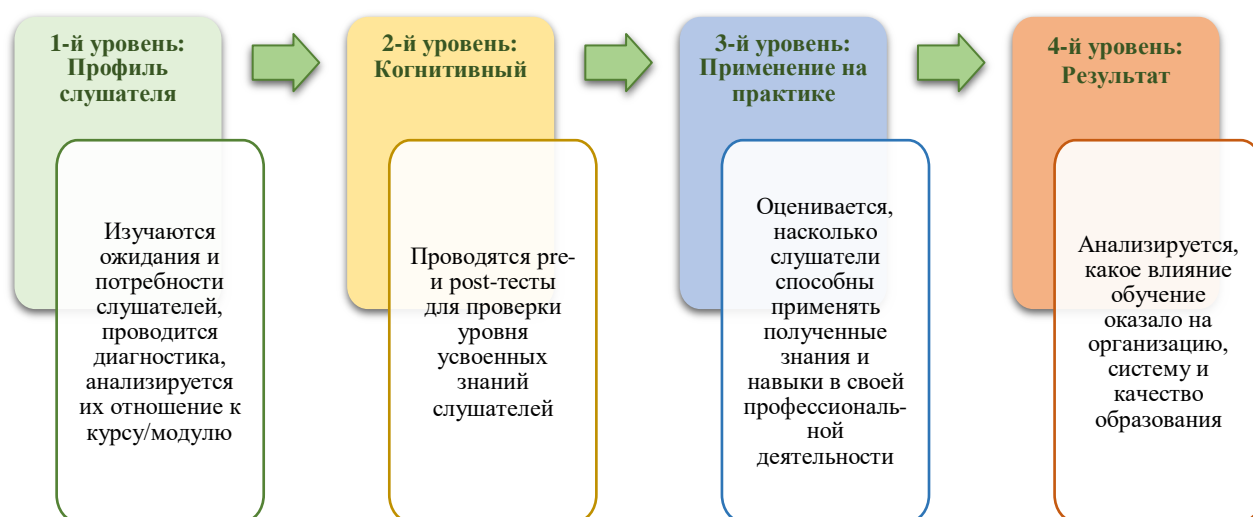 1-й уровень:
Профиль
слушателя
Изучаются
ожидания и
потребности
слушателей,
проводится
диагностика,
анализируется
их отношение к
курсу/модулю
2-й уровень:
Когнитивный
Проводятся pre-
и post-тесты
для проверки
уровня
усвоенных
знаний
слушателей
3-й уровень:
Применение на
практике
Оценивается,
насколько
слушатели
способны
применять
полученные
знания и
навыки в своей
профессиональ-
ной
деятельности
4-й уровень:
Результат
Анализируется,
какое влияние
обучение
оказало на
организацию,
систему и
качество
образования